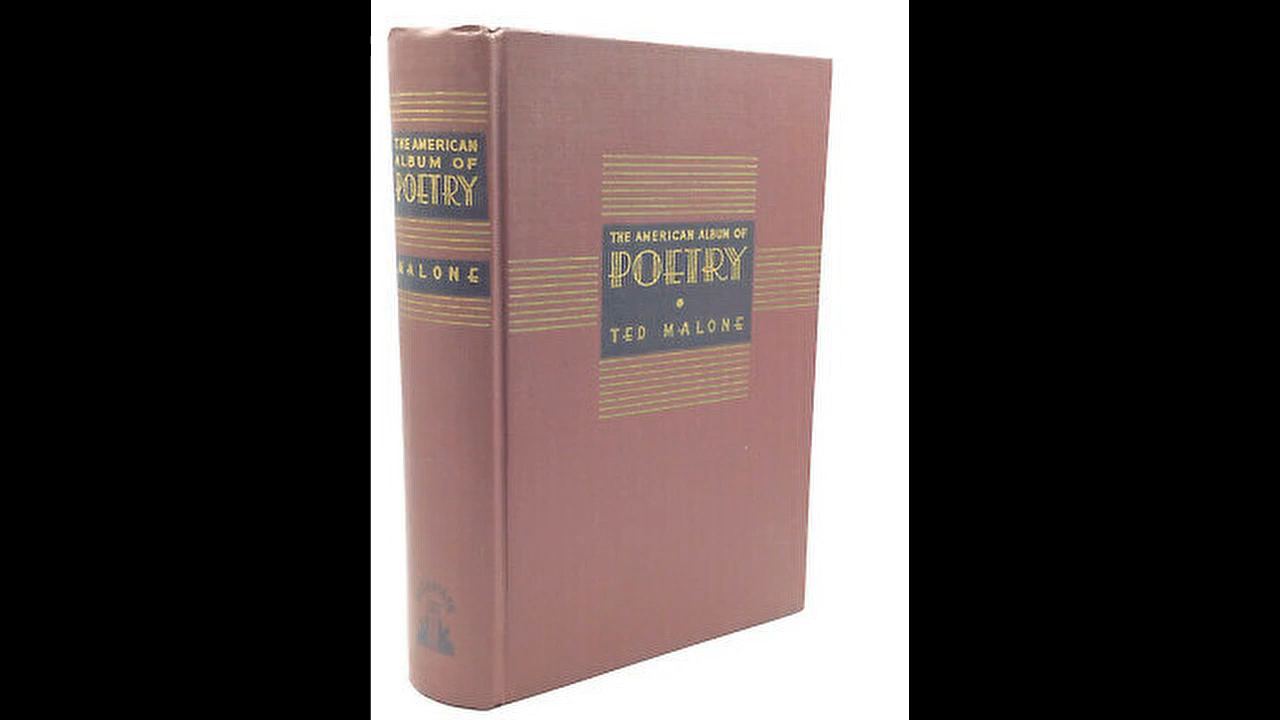 THE AMERICAN
ALBUM OF
POETRY
MALONE
THE AMERICAN ALBUM OF
POETRY
TED MALONE